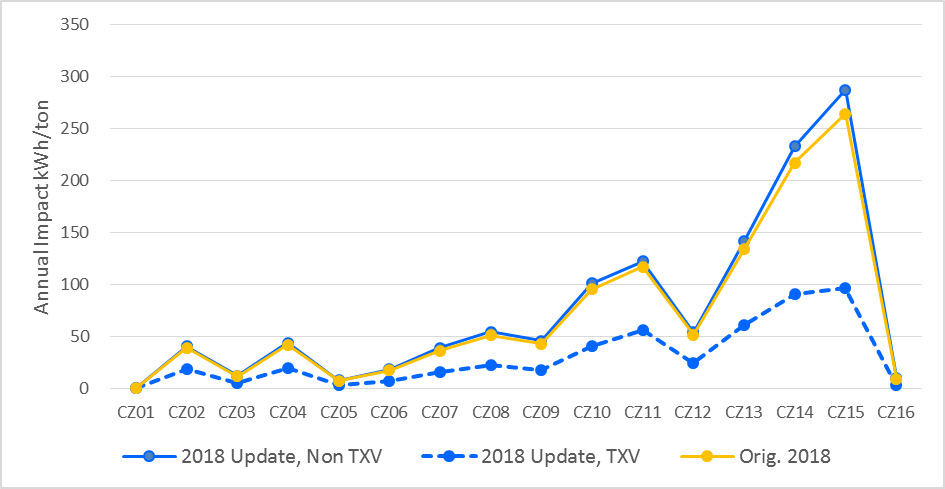 350
300
250
200
150
100
50
0
Annual Impact kWh/ton
CZ01 CZ02 CZ03 CZ04 CZ05 CZ06 CZ07 CZ08 CZ09 CZ10 CZ11 CZ12 CZ13 CZ14 CZ15 CZ16
2018 Update, Non TXV 2018 Update, TXV Orig. 2018